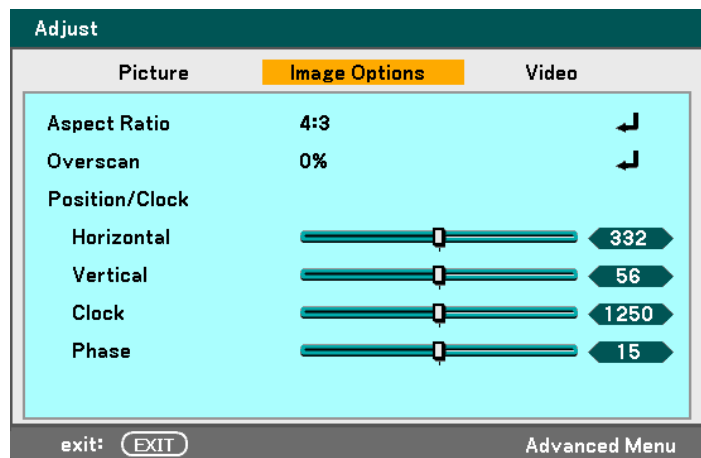 Adjust
Picture Image Options Video
Aspect Ratio 4:3
Overscan 0%
Position/Clock
Horizontal 332
Vertical 56
Clock 1250
Phase 15
exit: EXIT Advanced Menu